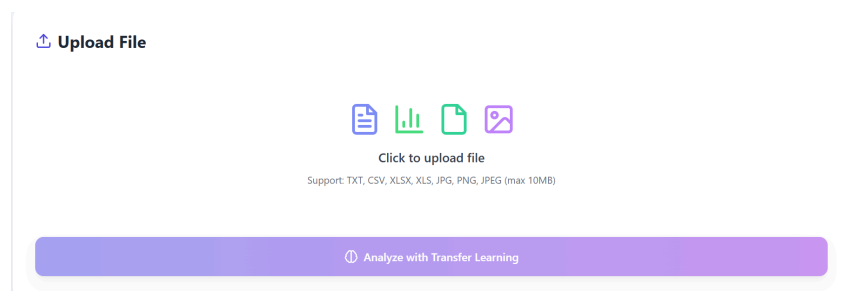 Upload File
Click to upload file
Support: TXT, CSV, XLSX, XLS, JPG, PNG, JPEG (max 10MB)
Analyze with Transfer Learning